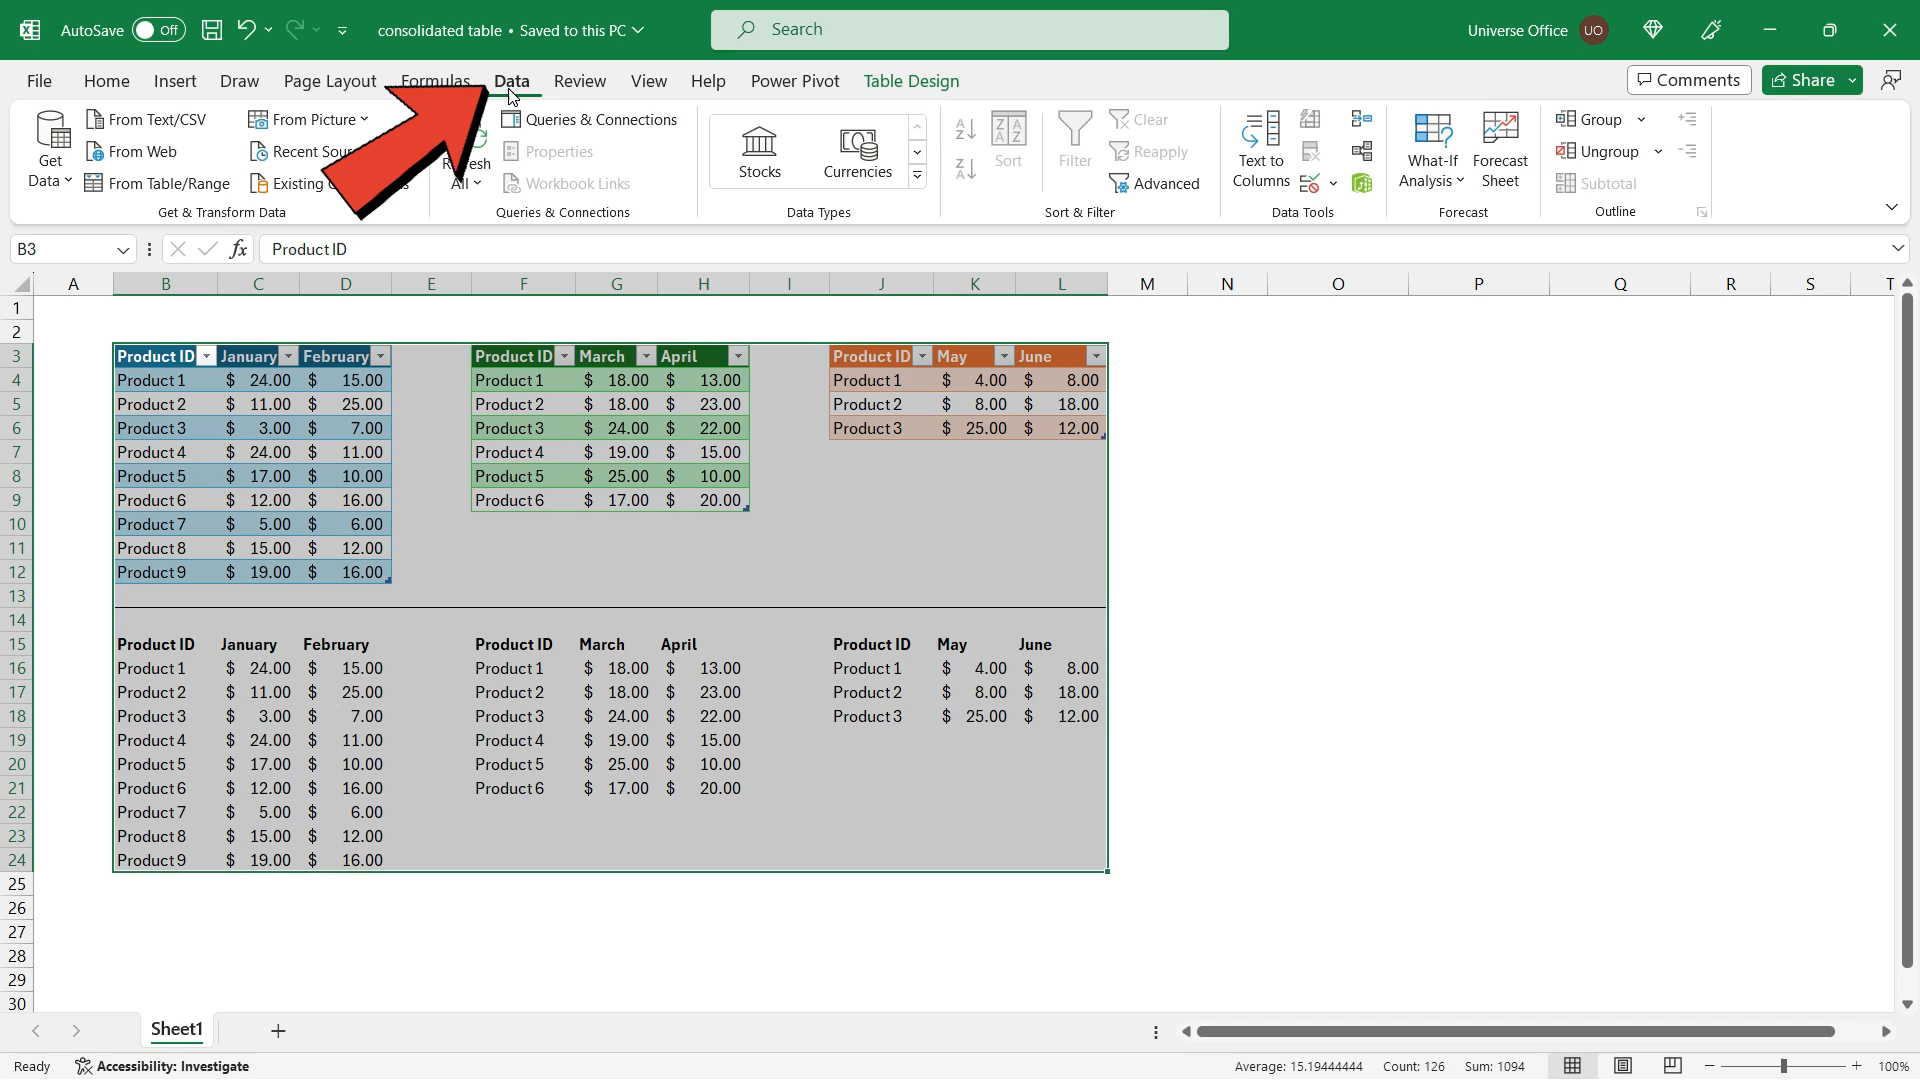 AutoSave Off consolidated table • Saved to this PC Search Universe Office UO
File Home Insert Draw Page Layout Formulas Data Review View Help Power Pivot Table Design Comments Share
Get Data
From Text/CSV
From Web
From Table/Range
From Picture
Recent
Existing
Get & Transform Data
All
Queries & Connections
Properties
Workbook Links
Queries & Connections
Stocks
Currencies
Data Types
Sort
Filter
Clear
Reapply
Advanced
Sort & Filter
Text to
Columns
Data Tools
What-If
Analysis
Forecast
Sheet
Forecast
Group
Ungroup
Subtotal
Outline
B3 fx Product ID
A B C D E F G H I J K L M N O P Q R S T
1
2
3 Product ID January February Product ID March April Product ID May June
4 Product 1 $ 24.00 $ 15.00 Product 1 $ 18.00 $ 13.00 Product 1 $ 4.00 $ 8.00
5 Product 2 $ 11.00 $ 25.00 Product 2 $ 18.00 $ 23.00 Product 2 $ 8.00 $ 18.00
6 Product 3 $ 3.00 $ 7.00 Product 3 $ 24.00 $ 22.00 Product 3 $ 25.00 $ 12.00
7 Product 4 $ 24.00 $ 11.00 Product 4 $ 19.00 $ 15.00
8 Product 5 $ 17.00 $ 10.00 Product 5 $ 25.00 $ 10.00
9 Product 6 $ 12.00 $ 16.00 Product 6 $ 17.00 $ 20.00
10 Product 7 $ 5.00 $ 6.00
11 Product 8 $ 15.00 $ 12.00
12 Product 9 $ 19.00 $ 16.00
13
14
15 Product ID January February Product ID March April Product ID May June
16 Product 1 $ 24.00 $ 15.00 Product 1 $ 18.00 $ 13.00 Product 1 $ 4.00 $ 8.00
17 Product 2 $ 11.00 $ 25.00 Product 2 $ 18.00 $ 23.00 Product 2 $ 8.00 $ 18.00
18 Product 3 $ 3.00 $ 7.00 Product 3 $ 24.00 $ 22.00 Product 3 $ 25.00 $ 12.00
19 Product 4 $ 24.00 $ 11.00 Product 4 $ 19.00 $ 15.00
20 Product 5 $ 17.00 $ 10.00 Product 5 $ 25.00 $ 10.00
21 Product 6 $ 12.00 $ 16.00 Product 6 $ 17.00 $ 20.00
22 Product 7 $ 5.00 $ 6.00
23 Product 8 $ 15.00 $ 12.00
24 Product 9 $ 19.00 $ 16.00
25
26
27
28
29
30
Sheet1
Ready Accessibility: Investigate Average: 15.19444444 Count: 126 Sum: 1094 100%